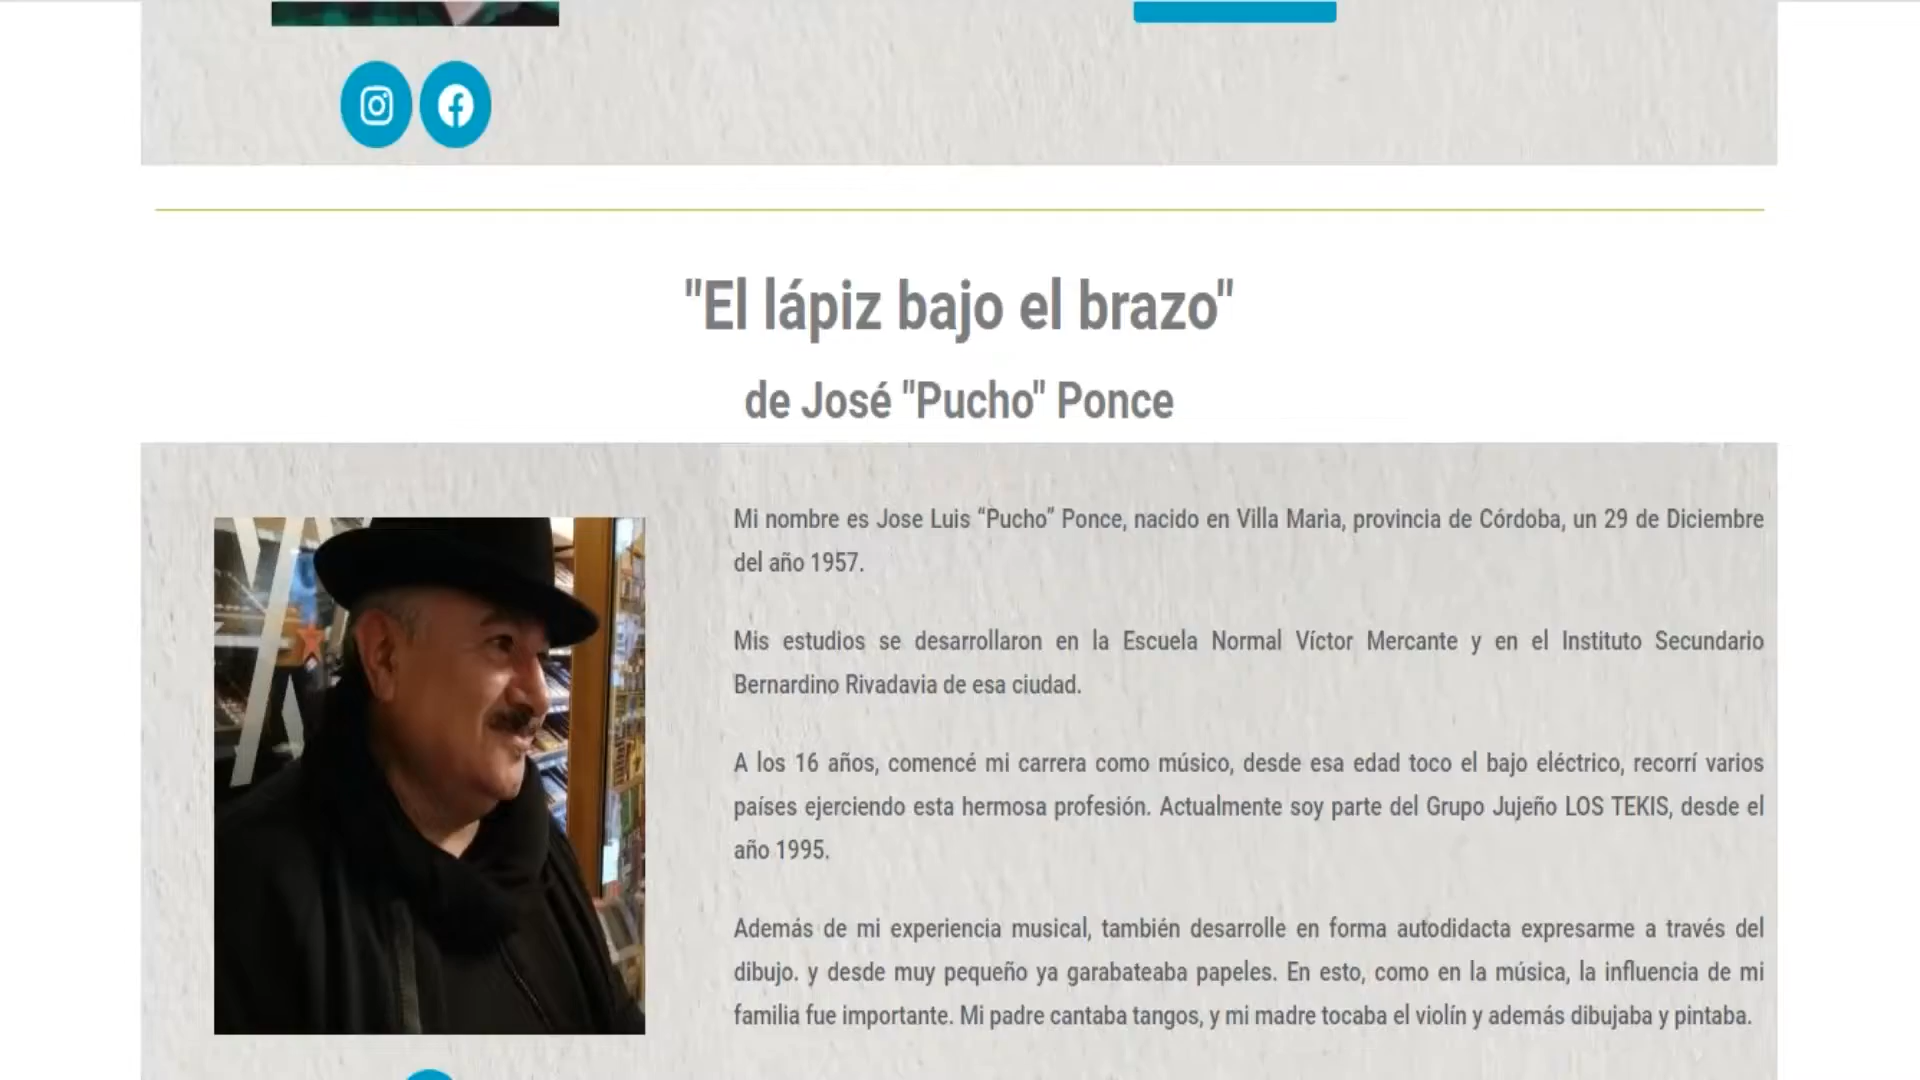 "El lápiz bajo el brazo"
de José "Pucho" Ponce
Mi nombre es Jose Luis “Pucho” Ponce, nacido en Villa Marìa, provincia de Córdoba, un 29 de Diciembre
del año 1957.
Mis estudios se desarrollaron en la Escuela Normal Víctor Mercante y en el Instituto Secundario
Bernardino Rivadavia de esa ciudad.
A los 16 años, comencé mi carrera como músico, desde esa edad toco el bajo eléctrico, recorrí varios
países ejerciendo esta hermosa profesión. Actualmente soy parte del Grupo Jujeño LOS TEKIS, desde el
año 1995.
Además de mi experiencia musical, también desarrolle en forma autodidacta expresarme a través del
dibujo. y desde muy pequeño ya garabateaba papeles. En esto, como en la música, la influencia de mi
familia fue importante. Mi padre cantaba tangos, y mi madre tocaba el violín y además dibujaba y pintaba.